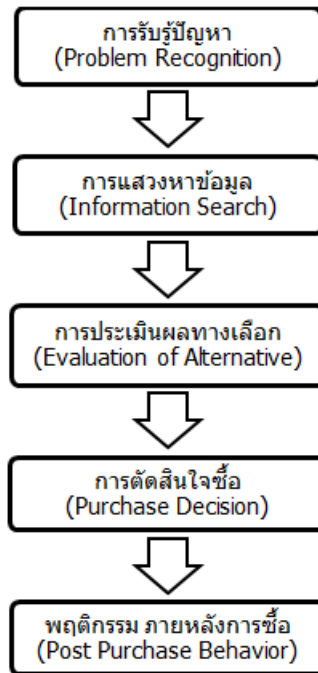 การรับรู้ปัญหา
(Problem Recognition)
การแสวงหาข้อมูล
(Information Search)
การประเมินผลทางเลือก
(Evaluation of Alternative)
การตัดสินใจซื้อ
(Purchase Decision)
พฤติกรรม ภายหลังการซื้อ
(Post Purchase Behavior)